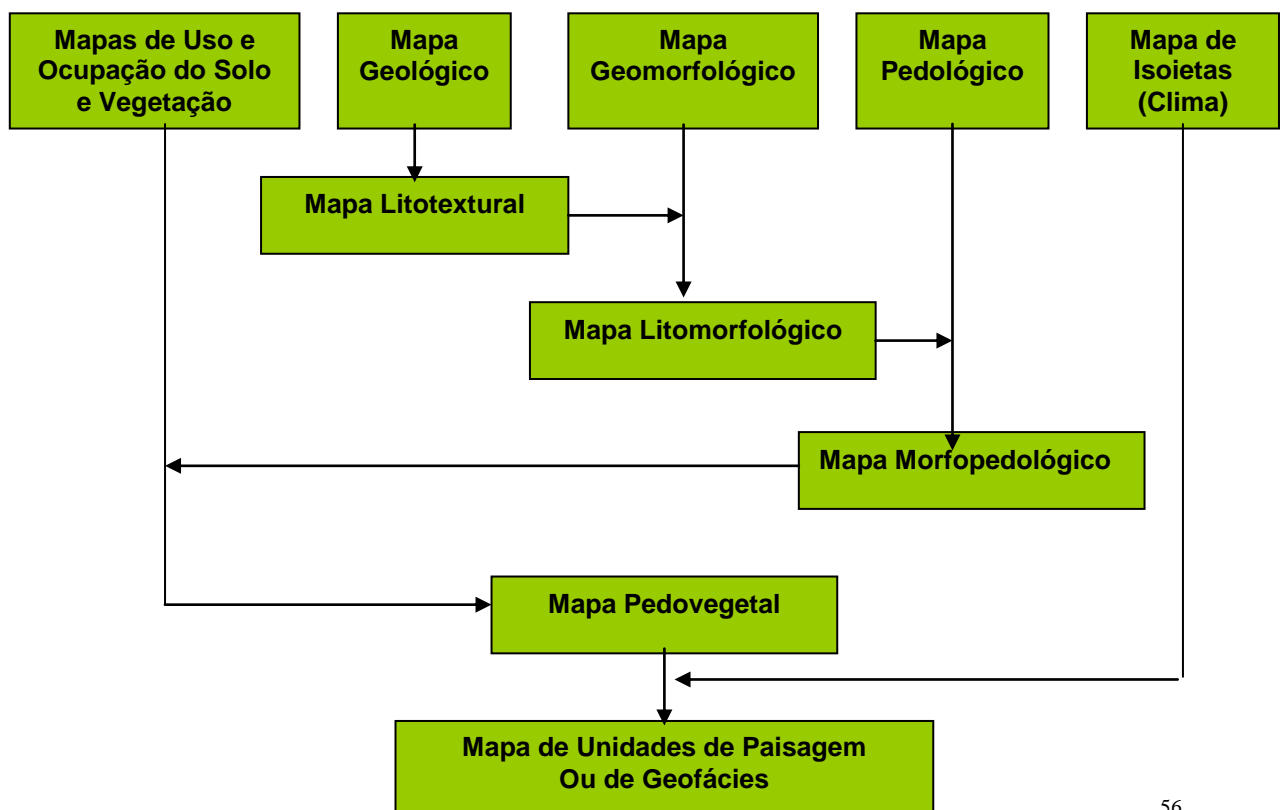 Mapas de Uso e
Ocupação do Solo
e Vegetação
Mapa
Geológico
Mapa
Geomorfológico
Mapa
Pedológico
Mapa de
Isoietas
(Clima)
Mapa Litotextural
Mapa Litomorfológico
Mapa Morfopedológico
Mapa Pedovegetal
Mapa de Unidades de Paisagem
Ou de Geofácies
56